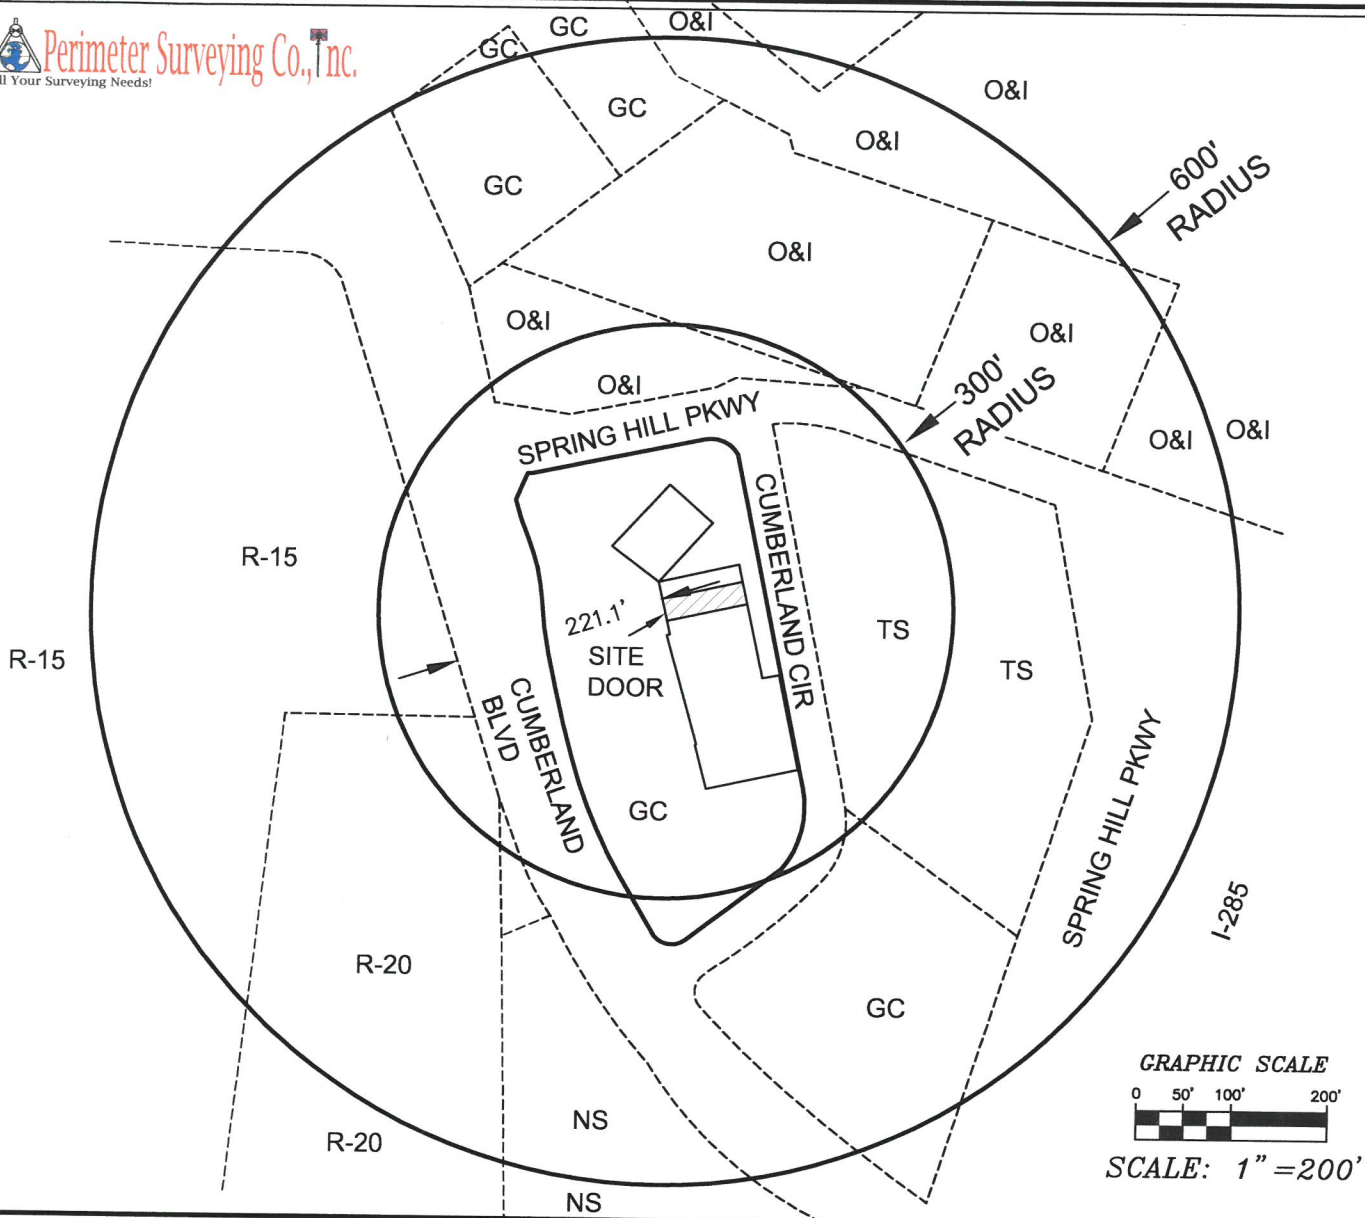 Perimeter Surveying Co., Inc.
ll Your Surveying Needs!
GC
O&I
GC
GC
O&I
O&I
GC
600'
RADIUS
O&I
O&I
O&I
O&I
300'
RADIUS
O&I
O&I
SPRING HILL PKWY
CUMBERLAND CIR
R-15
R-15
221.1'
SITE
DOOR
TS
TS
CUMBERLAND
BLVD
GC
SPRING HILL PKWY
I-285
R-20
GC
NS
R-20
NS
GRAPHIC SCALE
0 50' 100' 200'
SCALE: 1"=200'